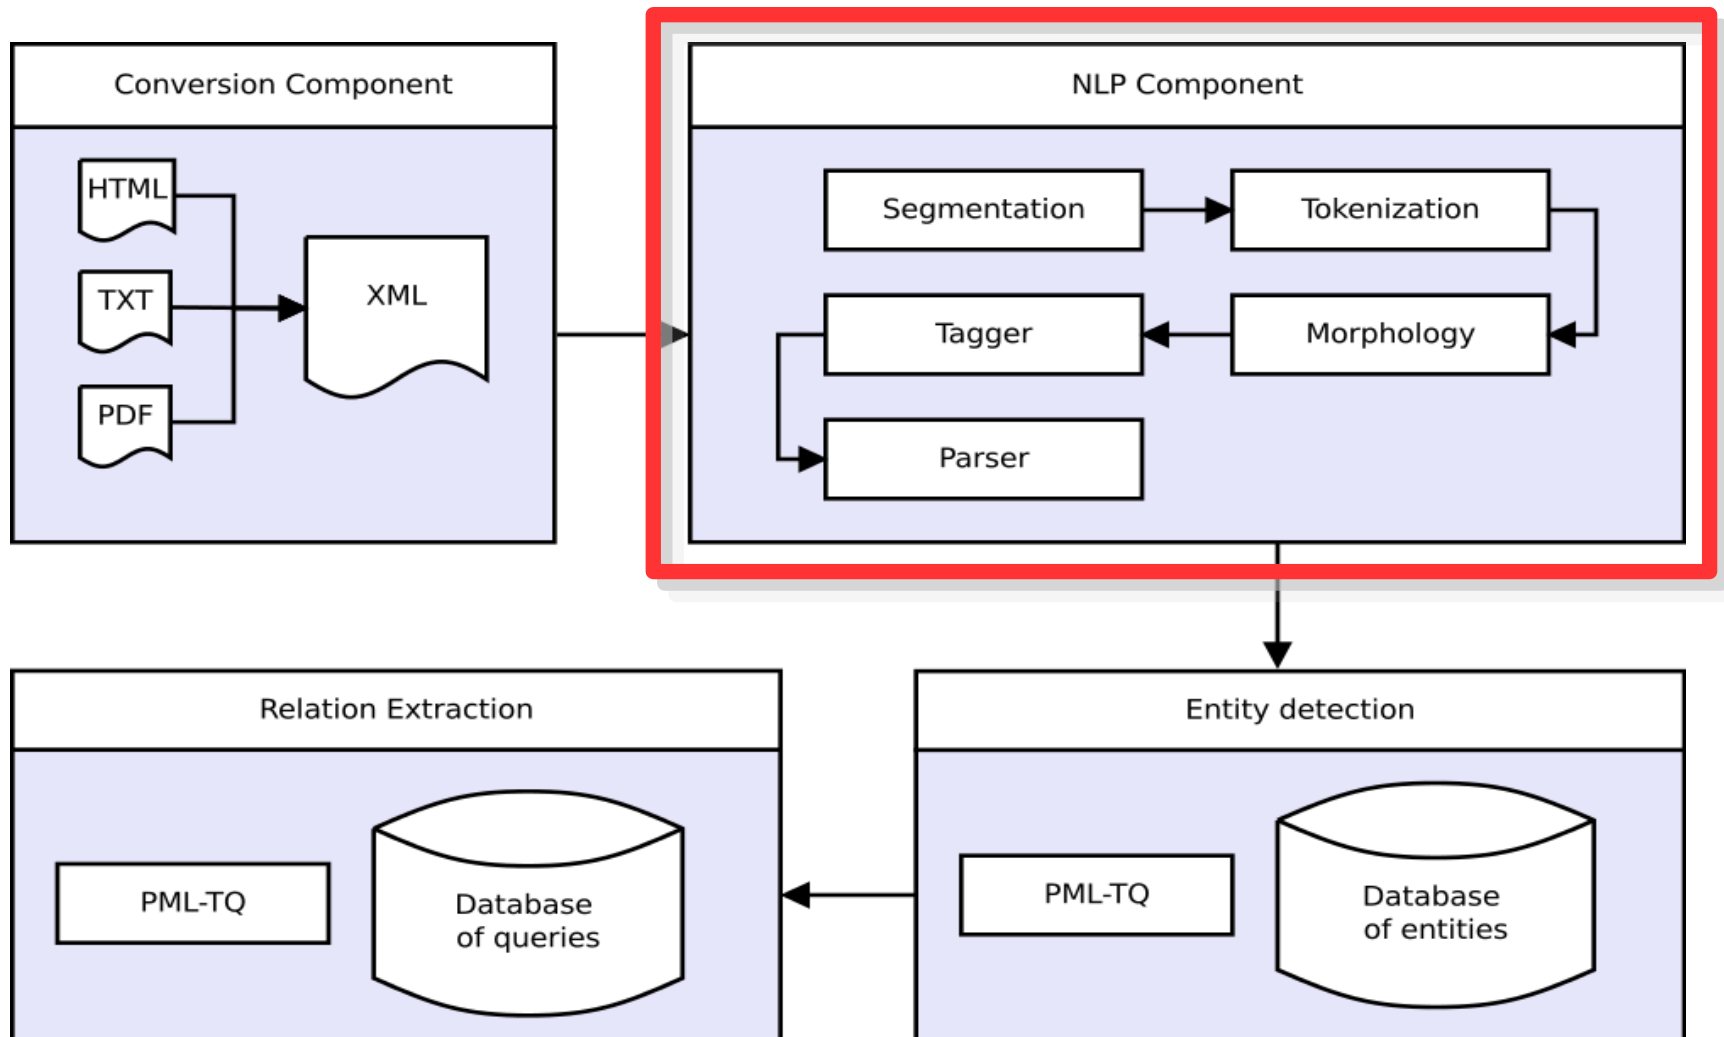 Conversion Component
HTML
TXT
PDF
XML
NLP Component
Segmentation
Tokenization
Tagger
Morphology
Parser
Relation Extraction
PML-TQ
Database
of queries
Entity detection
PML-TQ
Database
of entities